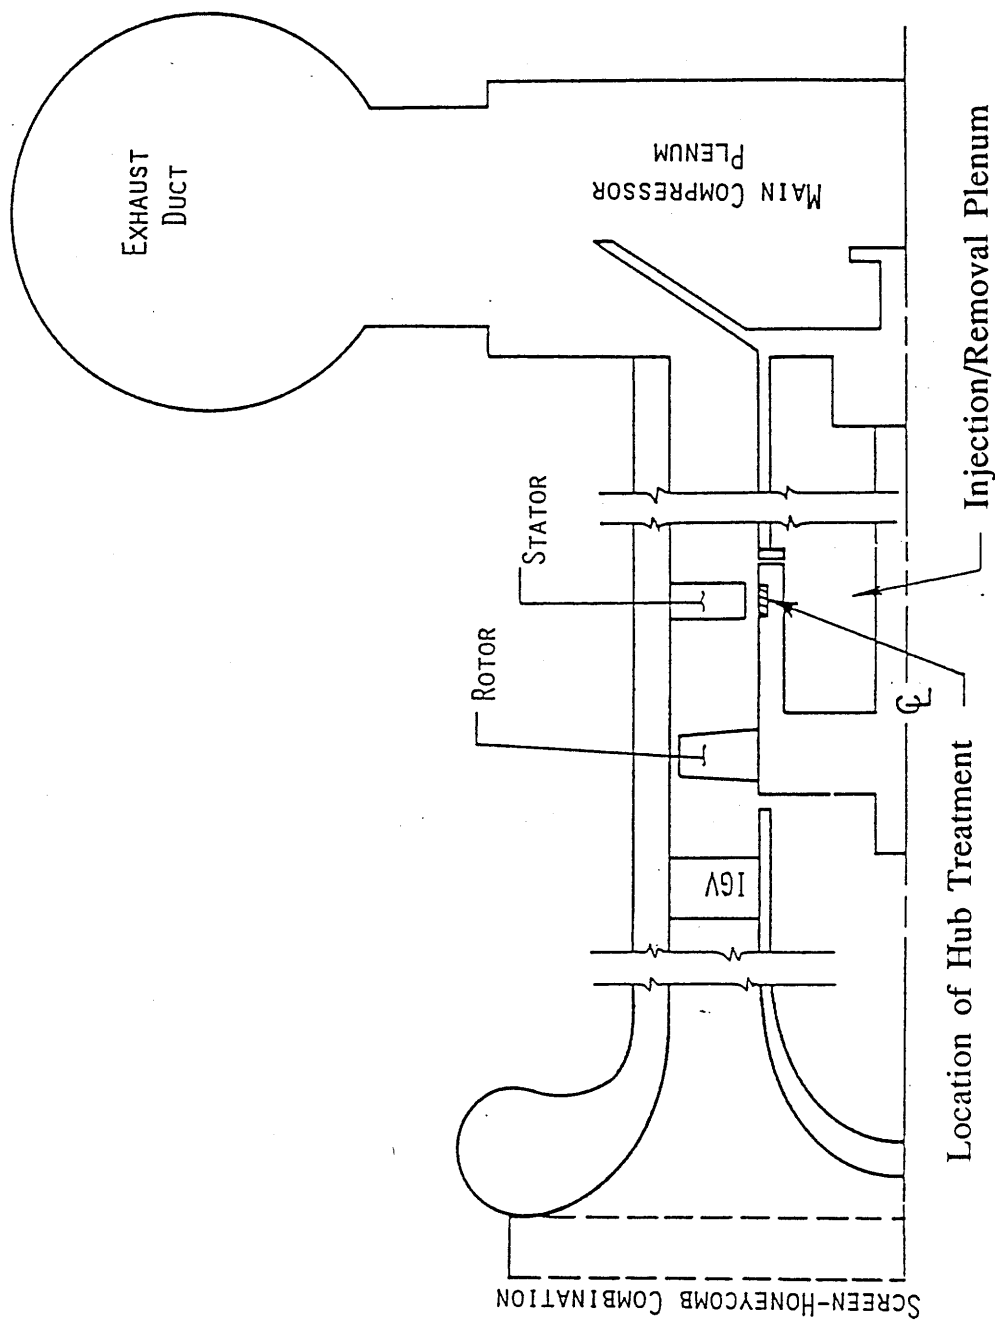 EXHAUST
DUCT
MAIN COMPRESSOR
PLENUM
STATOR
ROTOR
IGV
℄
Injection/Removal Plenum
Location of Hub Treatment
SCREEN-HONEYCOMB COMBINATION